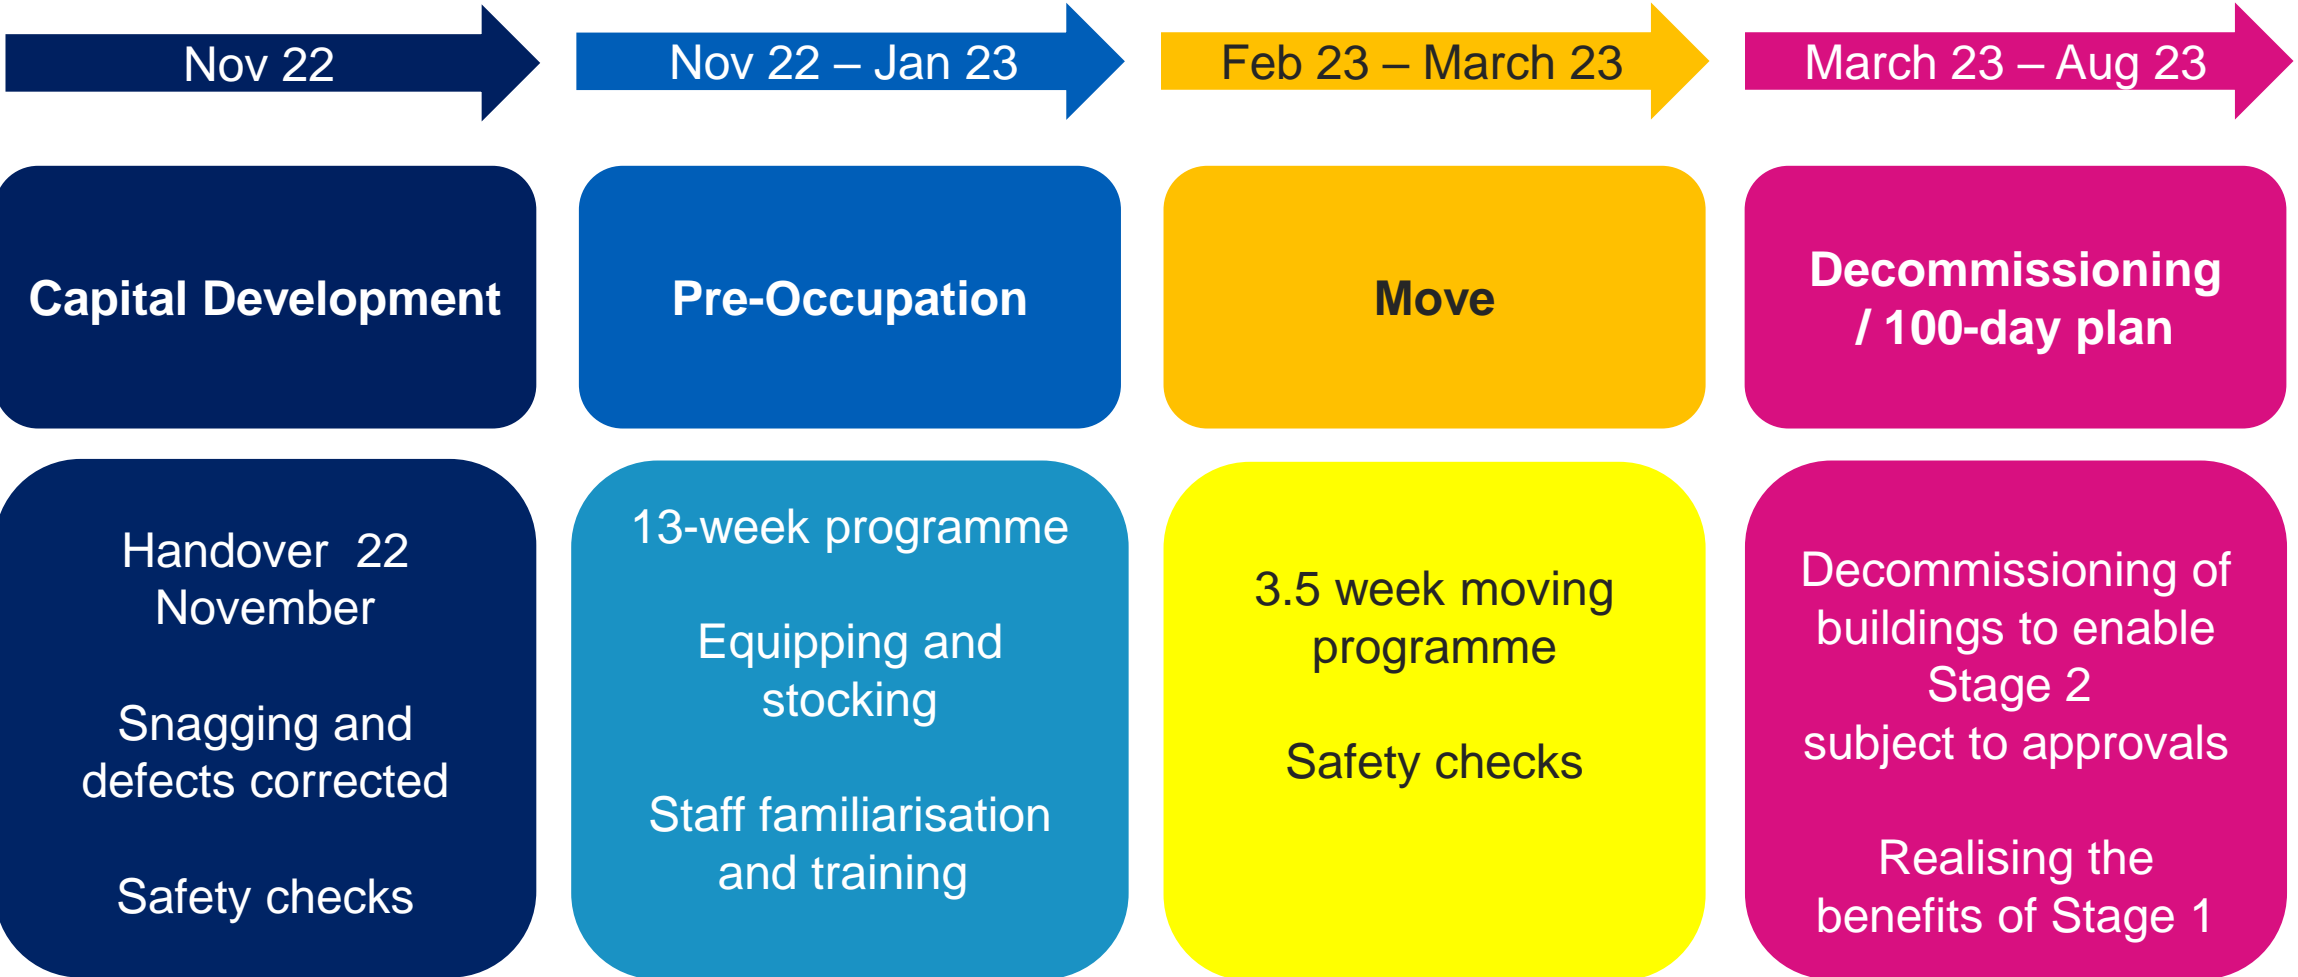 Nov 22
Nov 22 – Jan 23
Feb 23 – March 23
March 23 – Aug 23
Capital Development
Pre-Occupation
Move
Decommissioning
/ 100-day plan
Handover  22
November
Snagging and
defects corrected
Safety checks
13-week programme
Equipping and
stocking
Staff familiarisation
and training
3.5 week moving
programme
Safety checks
Decommissioning of
buildings to enable
Stage 2
subject to approvals
Realising the
benefits of Stage 1